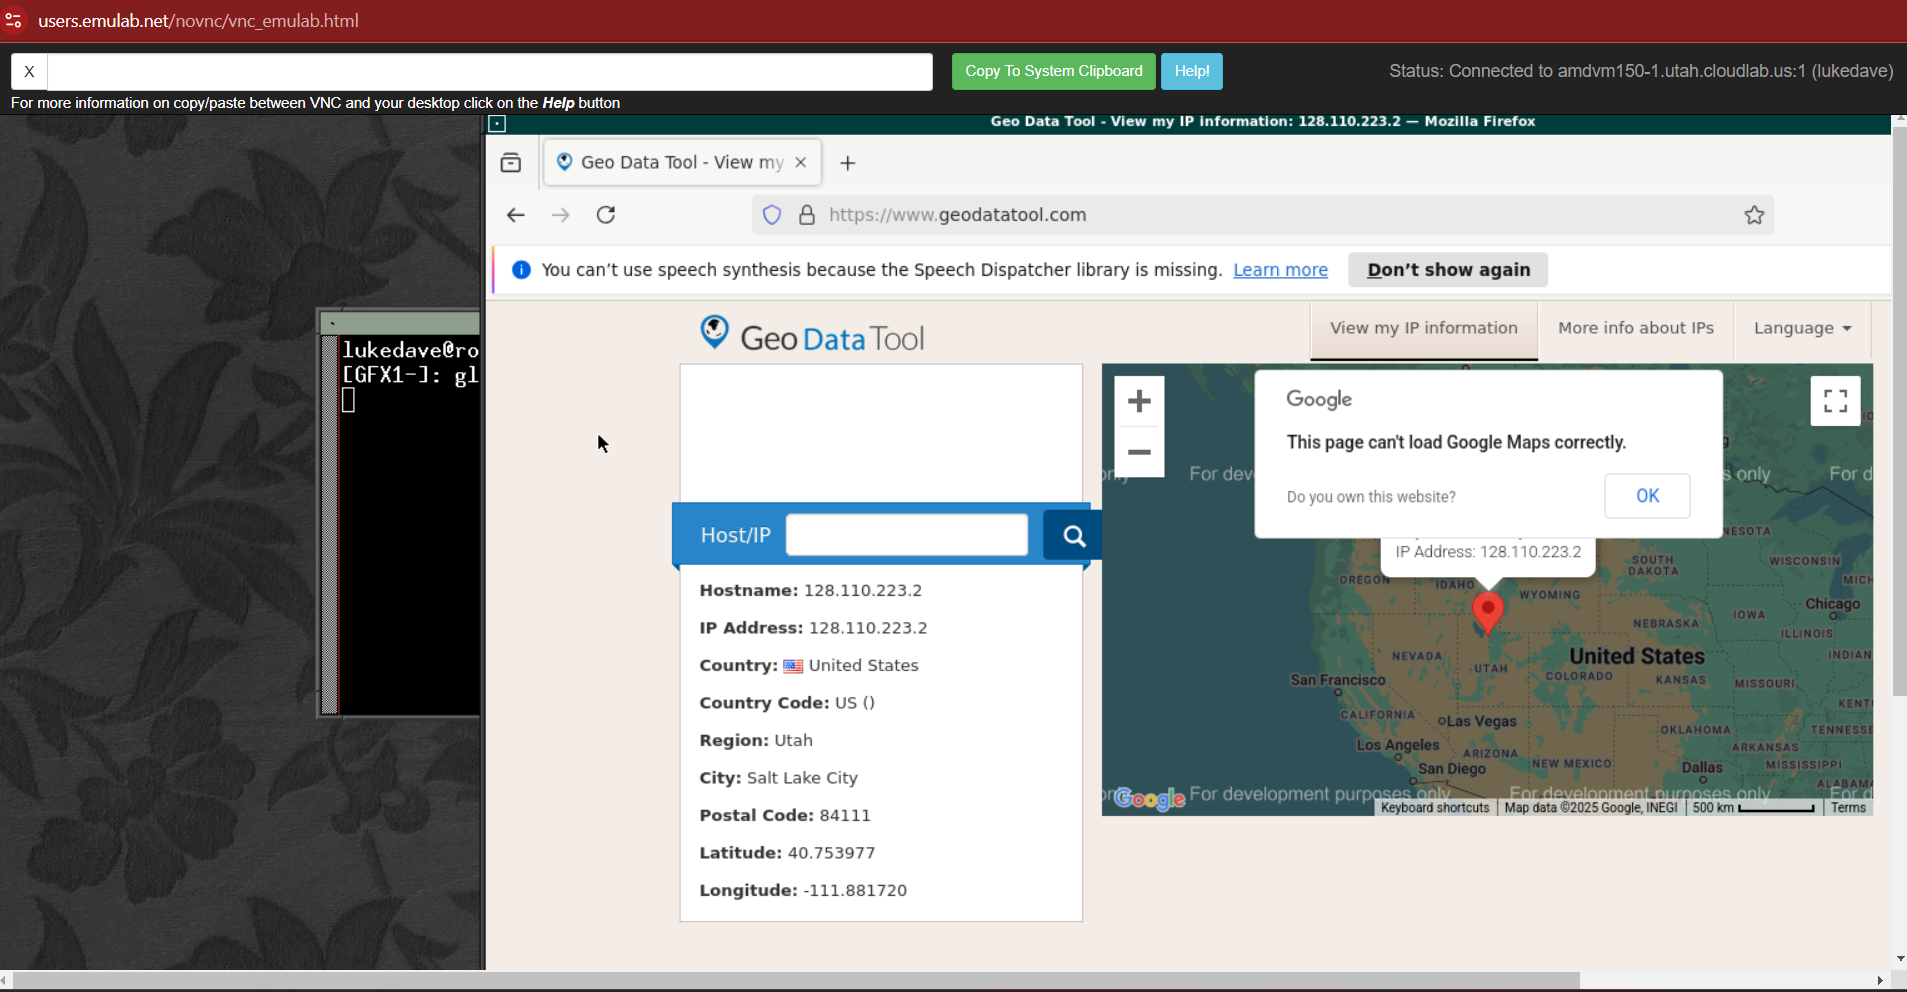 users.emulab.net/novnc/vnc_emulab.html
X
Copy To System Clipboard
Help!
Status: Connected to amdvm150-1.utah.cloudlab.us:1 (lukedave)
For more information on copy/paste between VNC and your desktop click on the Help button
Geo Data Tool - View my IP information: 128.110.223.2 — Mozilla Firefox
Geo Data Tool - View my
https://www.geodatatool.com
You can’t use speech synthesis because the Speech Dispatcher library is missing. Learn more
Don’t show again
lukedave@ro
[GFX1-]: gl
Geo Data Tool
View my IP information
More info about IPs
Language
Host/IP
Hostname: 128.110.223.2
IP Address: 128.110.223.2
Country: United States
Country Code: US ()
Region: Utah
City: Salt Lake City
Postal Code: 84111
Latitude: 40.753977
Longitude: -111.881720
Google
This page can't load Google Maps correctly.
Do you own this website?
OK
For dev
s only
For d
IP Address: 128.110.223.2
NESOTA
OREGON
IDAHO
WYOMING
SOUTH
DAKOTA
WISCONSIN
MICH
Chicago
IOWA
NEBRASKA
ILLINOIS
INDIAN
NEVADA
UTAH
United States
COLORADO
KANSAS
MISSOURI
San Francisco
CALIFORNIA
Las Vegas
KENT
OKLAHOMA
TENNESSE
Los Angeles
ARIZONA
NEW MEXICO
ARKANSAS
MISSISSIPPI
San Diego
Dallas
ALABAMA
Google
For development purposes only
For development purposes only
Keyboard shortcuts
Map data ©2025 Google, INEGI
500 km
Terms